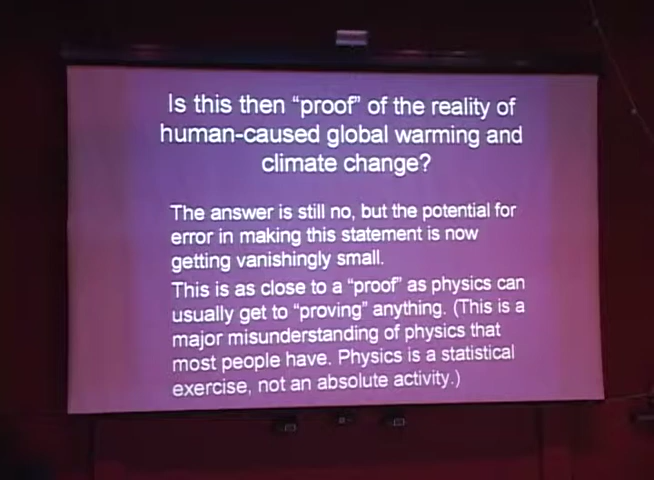 Is this then “proof” of the reality of
human-caused global warming and
climate change?
The answer is still no, but the potential for
error in making this statement is now
getting vanishingly small.
This is as close to a “proof” as physics can
usually get to “proving” anything. (This is a
major misunderstanding of physics that
most people have. Physics is a statistical
exercise, not an absolute activity.)